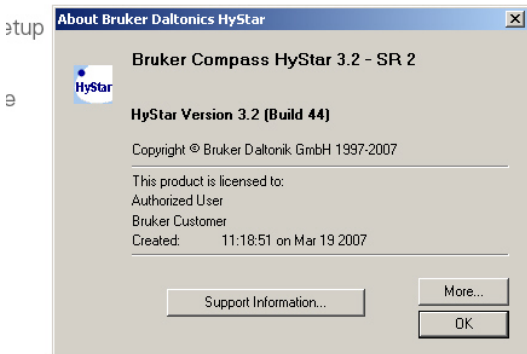 etup
e
About Bruker Daltonics HyStar
Bruker Compass HyStar 3.2 - SR 2
HyStar
HyStar Version 3.2 (Build 44)
Copyright © Bruker Daltonik GmbH 1997-2007
This product is licensed to:
Authorized User
Bruker Customer
Created: 11:18:51 on Mar 19 2007
Support Information...
More...
OK